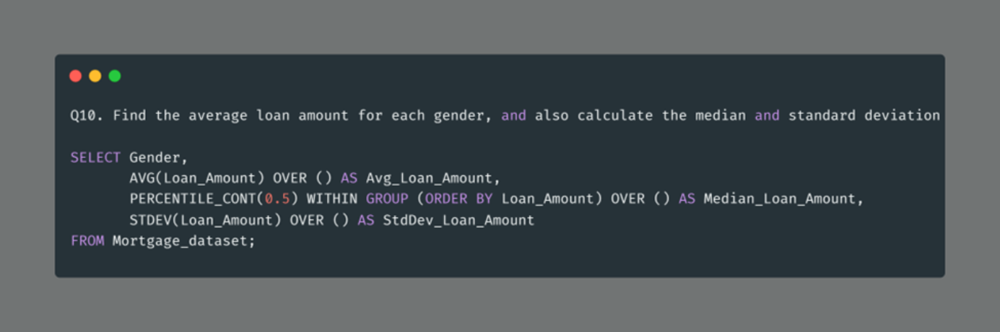 Q10. Find the average loan amount for each gender, and also calculate the median and standard deviation
SELECT Gender,
AVG(Loan_Amount) OVER () AS Avg_Loan_Amount,
PERCENTILE_CONT(0.5) WITHIN GROUP (ORDER BY Loan_Amount) OVER () AS Median_Loan_Amount,
STDEV(Loan_Amount) OVER () AS StdDev_Loan_Amount
FROM Mortgage_dataset;